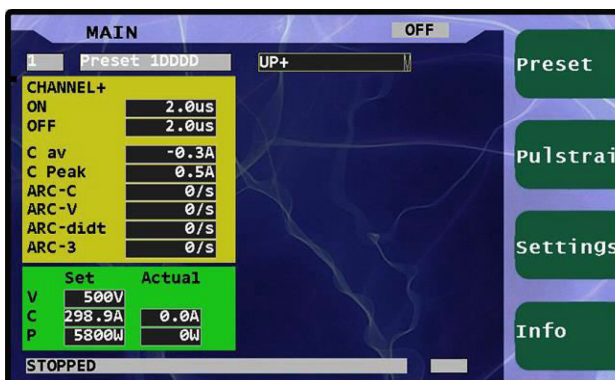 MAIN OFF
1 Preset 1DDDD UP+ M
CHANNEL+
ON 2.0us
OFF 2.0us
C av -0.3A
C Peak 0.5A
ARC-C 0/s
ARC-V 0/s
ARC-didt 0/s
ARC-3 0/s
Set Actual
V 500V
C 298.9A 0.0A
P 5800W 0W
STOPPED
Preset
Pulstrai
Settings
Info